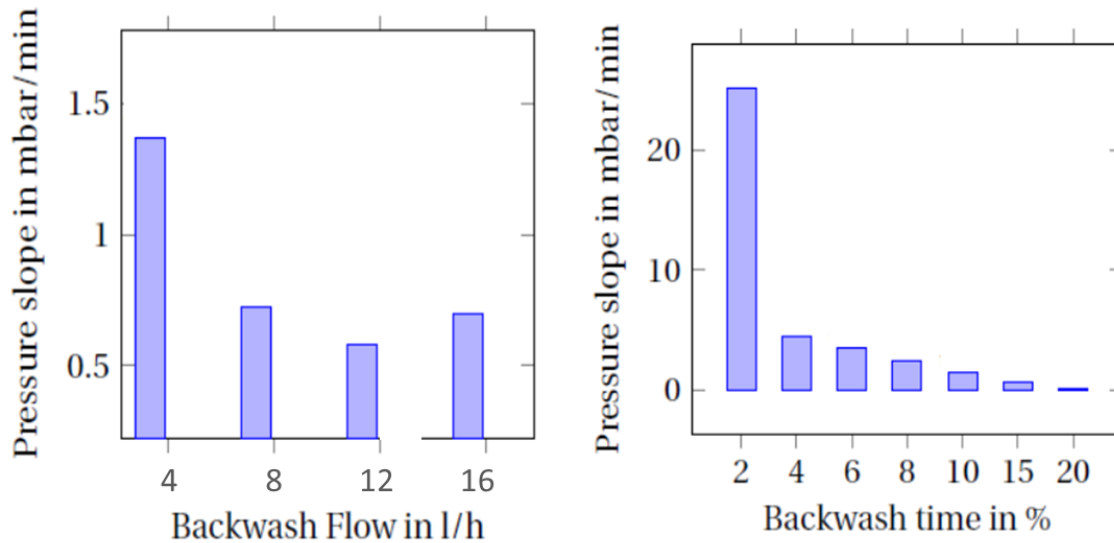 Pressure slope in mbar/min
1.5
1
0.5
4 8 12 16
Backwash Flow in l/h
Pressure slope in mbar/min
20
10
0
2 4 6 8 10 15 20
Backwash time in %